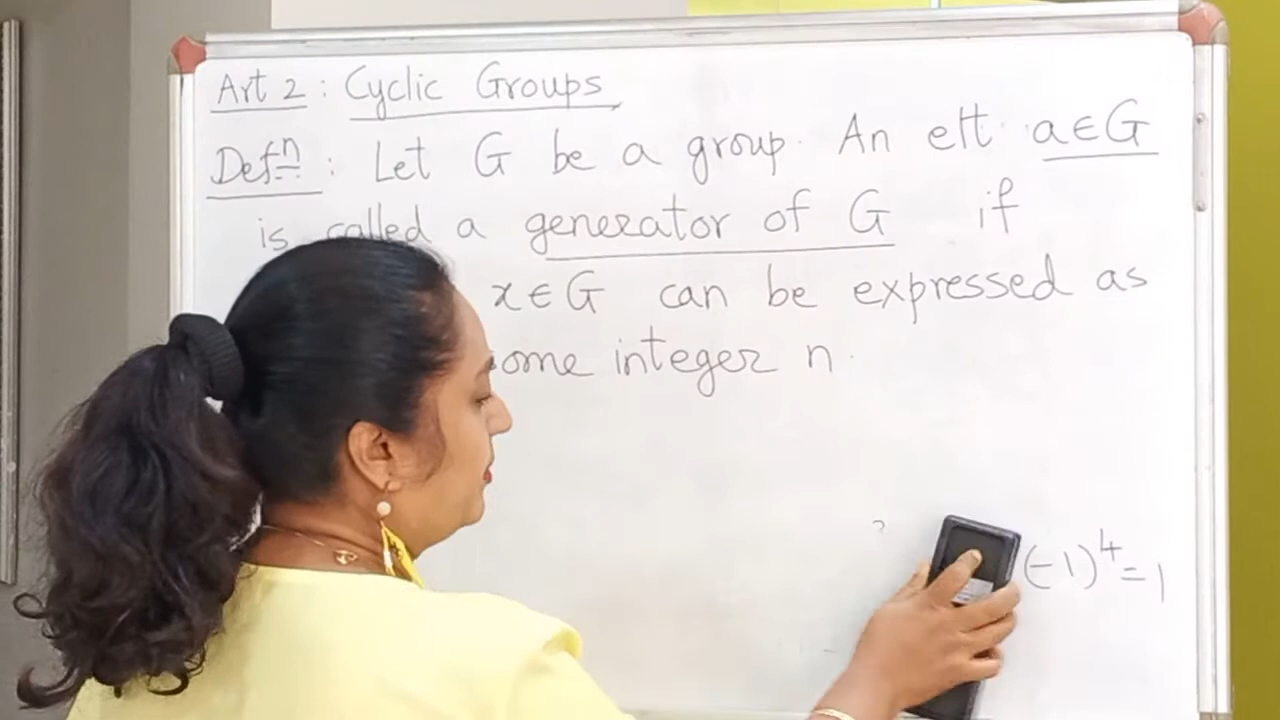 Art 2 : Cyclic Groups
Defn : Let G be a group. An elt. a∈G
is called a generator of G if
x∈G can be expressed as
some integer n.
(-1)^4 = 1